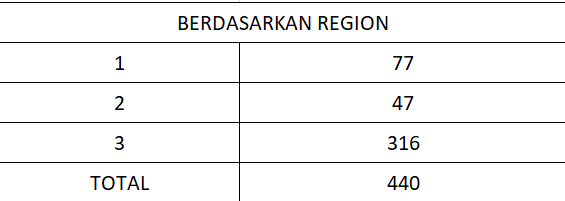 BERDASARKAN REGION
1 77
2 47
3 316
TOTAL 440